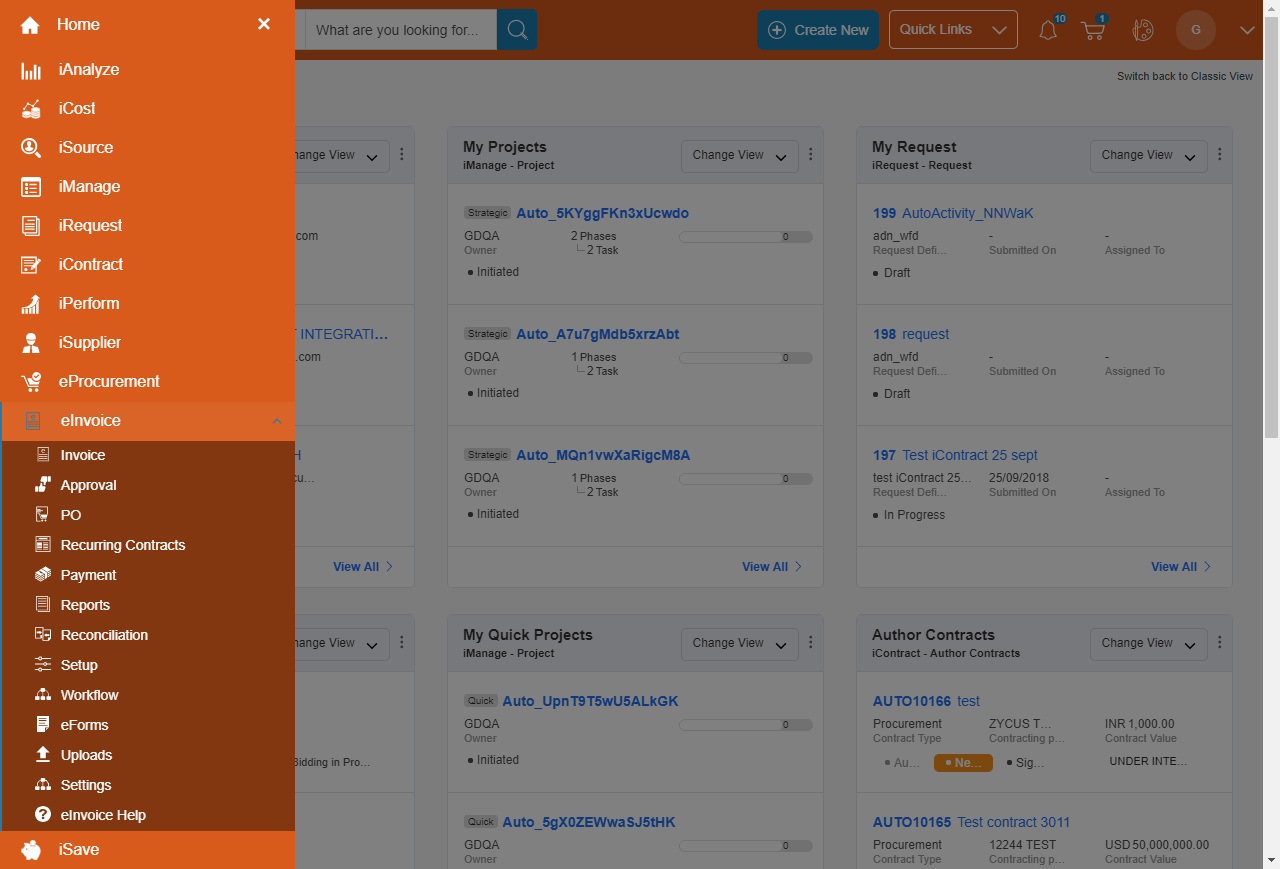 Home
iAnalyze
iCost
iSource
iManage
iRequest
iContract
iPerform
iSupplier
eProcurement
eInvoice
Invoice
Approval
PO
Recurring Contracts
Payment
Reports
Reconciliation
Setup
Workflow
eForms
Uploads
Settings
eInvoice Help
iSave
What are you looking for...
Create New
Quick Links
10
1
G
Switch back to Classic View
View
.com
INTEGRATI...
.com
View All >
View
Bidding in Pro...
My Projects
iManage - Project
Change View
Strategic Auto_5KYggFKn3xUcwdo
GDQA 2 Phases 0
Owner 2 Task
Initiated
Strategic Auto_A7u7gMdb5xrzAbt
GDQA 1 Phases 0
Owner 2 Task
Initiated
Strategic Auto_MQn1vwXaRigcM8A
GDQA 1 Phases 0
Owner 2 Task
Initiated
View All >
My Request
iRequest - Request
Change View
199 AutoActivity_NNWaK
adn_wfd - -
Request Defi... Submitted On Assigned To
Draft
198 request
adn_wfd - -
Request Defi... Submitted On Assigned To
Draft
197 Test iContract 25 sept
test iContract 25... 25/09/2018 -
Request Defi... Submitted On Assigned To
In Progress
View All >
My Quick Projects
iManage - Project
Change View
Quick Auto_UpnT9T5wU5ALkGK
GDQA 0
Owner
Initiated
Quick Auto_5gX0ZEWwaSJ5tHK
GDQA 0
Owner
Author Contracts
iContract - Author Contracts
Change View
AUTO10166 test
Procurement ZYCUS T... INR 1,000.00
Contract Type Contracting p... Contract Value
Au... Ne... Sig... UNDER INTE...
AUTO10165 Test contract 3011
Procurement 12244 TEST USD 50,000,000.00
Contract Type Contracting p... Contract Value